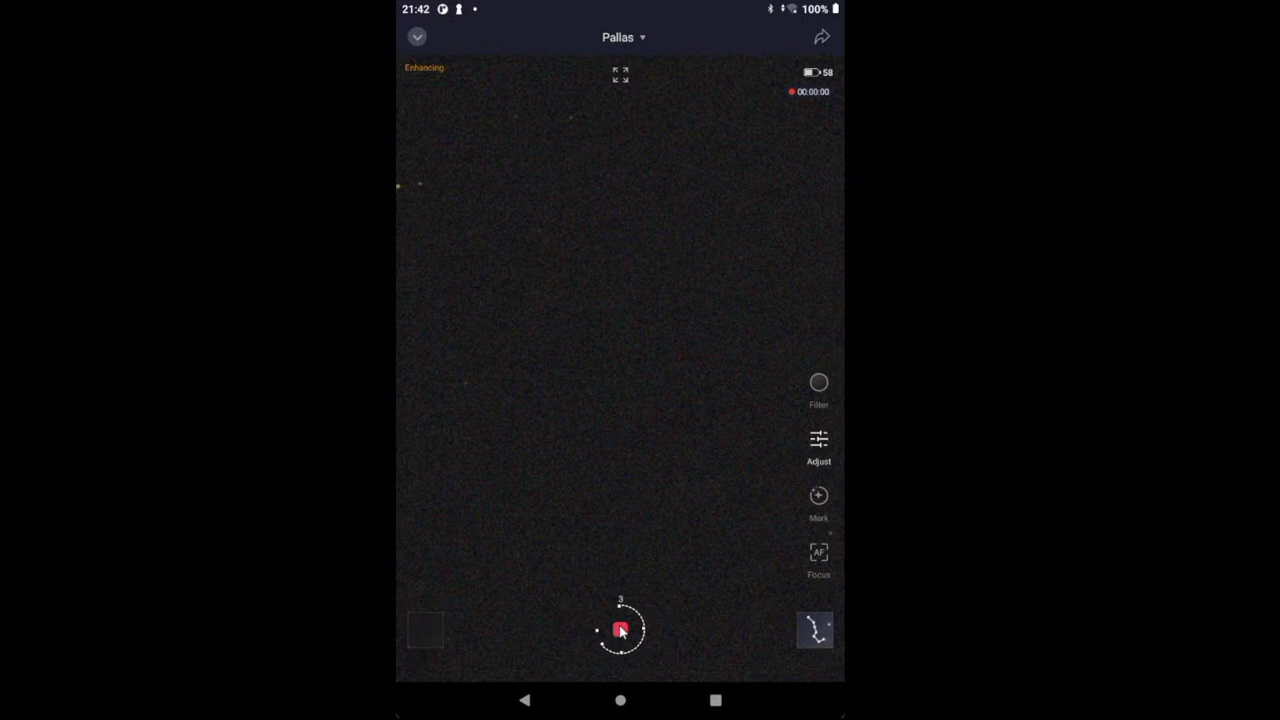 21:42
100%
Pallas
Enhancing
58
00:00:00
Filter
Adjust
Mark
AF
Focus
3